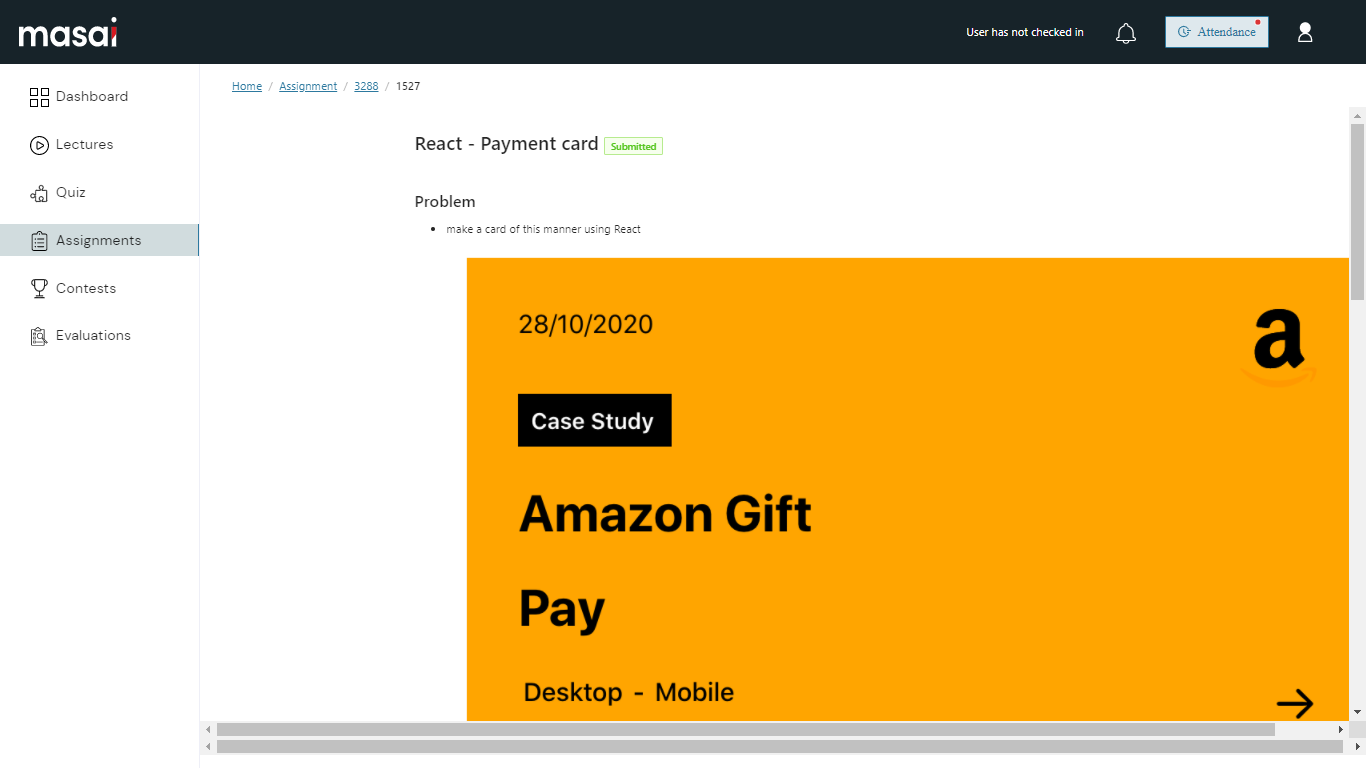 masai
User has not checked in
Attendance
Dashboard
Lectures
Quiz
Assignments
Contests
Evaluations
Home / Assignment / 3288 / 1527
React - Payment card Submitted
Problem
• make a card of this manner using React
28/10/2020
a
Case Study
Amazon Gift
Pay
Desktop - Mobile